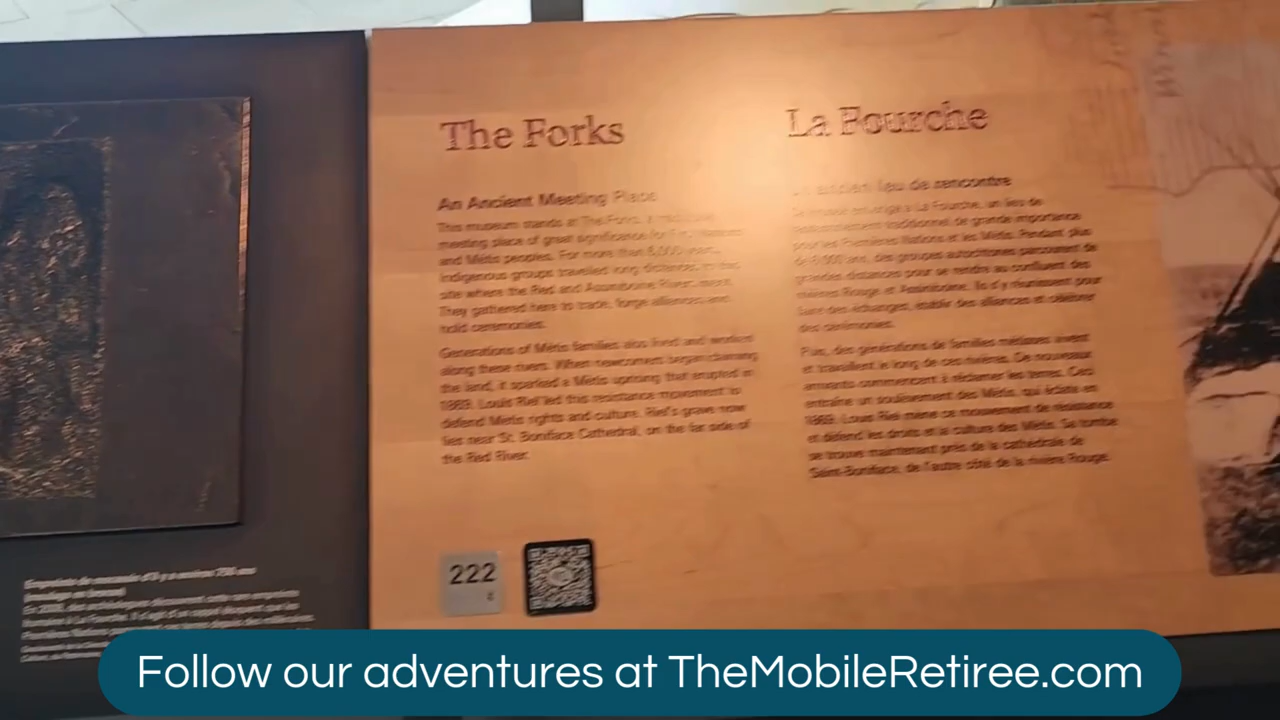 The Forks
An Ancient Meeting Place
This museum stands at The Forks, a traditional
meeting place of great significance for First Nations
and Métis peoples. For more than 6,000 years,
Indigenous groups travelled long distances to this
site where the Red and Assiniboine Rivers meet.
They gathered here to trade, forge alliances and
hold ceremonies.
Generations of Métis families also lived and worked
along these rivers. When newcomers began claiming
the land, it sparked a Métis uprising that erupted in
1869. Louis Riel led this resistance movement to
defend Métis rights and culture. Riel's grave now
lies near St. Boniface Cathedral, on the far side of
the Red River.
La Fourche
ancien lieu de rencontre
Ce musée est érigé à La Fourche, un lieu de
traditionnel de grande importance
pour les Premières Nations et les Métis. Pendant plus
de 6 000 ans, des groupes autochtones parcourent de
grandes distances pour se rendre au confluent des
rivières Rouge et Assiniboine. Ils s'y réunissent pour
faire des échanges, établir des alliances et célébrer
des cérémonies.
Puis, des générations de familles métisses vivent
et travaillent le long de ces rivières. De nouveaux
arrivants commencent à réclamer les terres. Ceci
entraîne un soulèvement des Métis, qui éclate en
1869. Louis Riel mène ce mouvement de résistance
et défend les droits et la culture des Métis. Sa tombe
se trouve maintenant près de la cathédrale de
Saint-Boniface, de l'autre côté de la rivière Rouge.
222
Follow our adventures at TheMobileRetiree.com